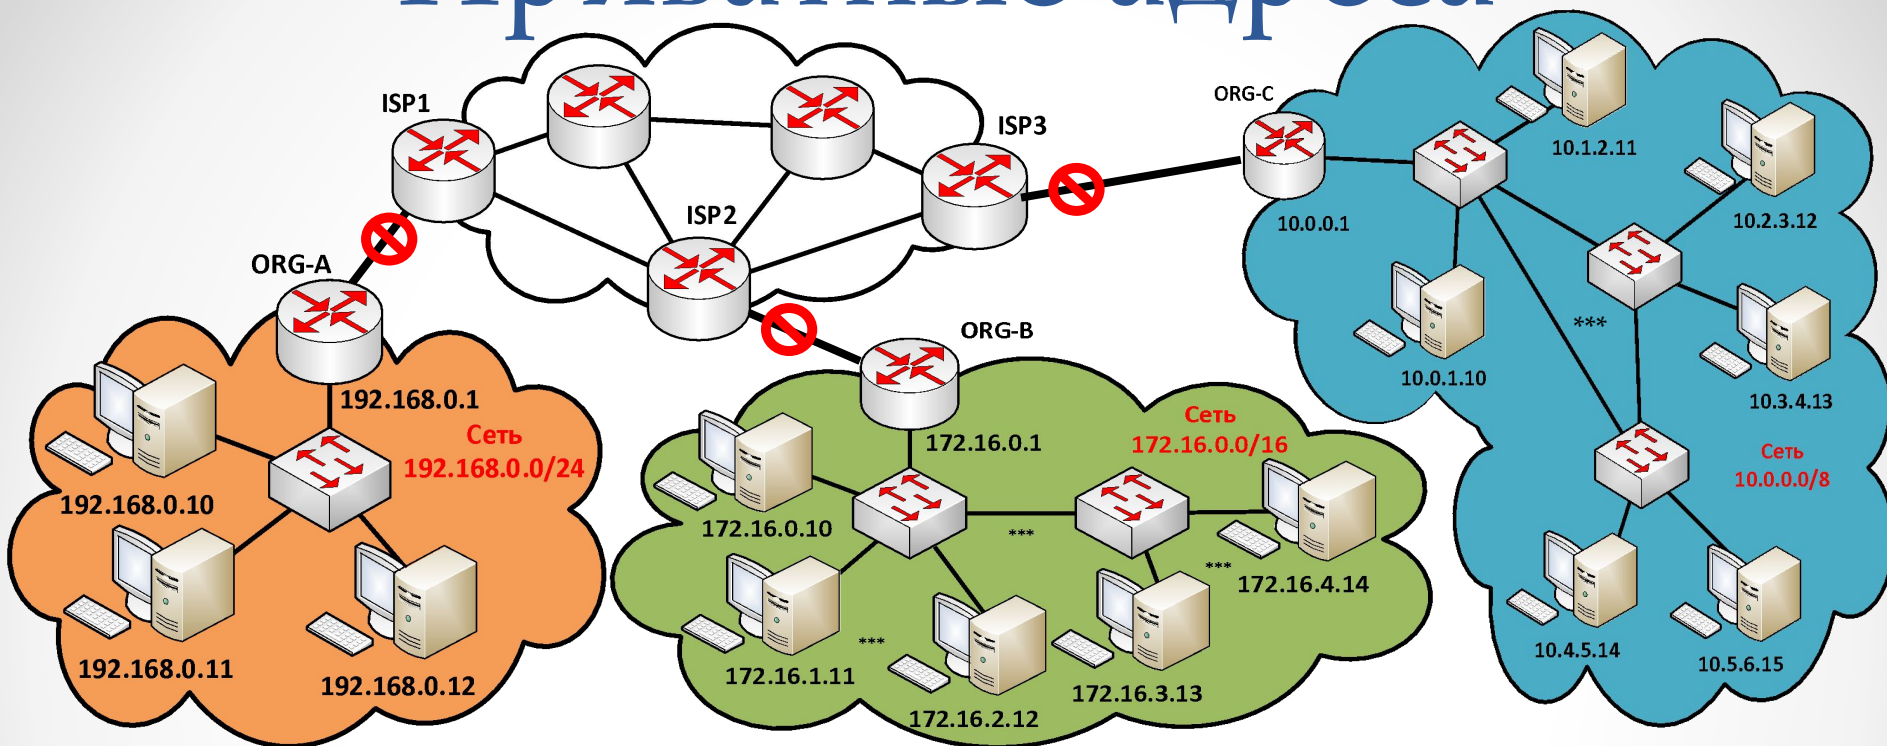 Приватные адреса
ISP1
ISP2
ISP3
ORG-A
192.168.0.1
Сеть
192.168.0.0/24
192.168.0.10
192.168.0.11
192.168.0.12
ORG-B
172.16.0.1
Сеть
172.16.0.0/16
172.16.0.10
***
***
172.16.4.14
***
172.16.1.11
172.16.2.12
172.16.3.13
ORG-C
10.0.0.1
10.1.2.11
10.2.3.12
***
10.0.1.10
10.3.4.13
Сеть
10.0.0.0/8
10.4.5.14
10.5.6.15